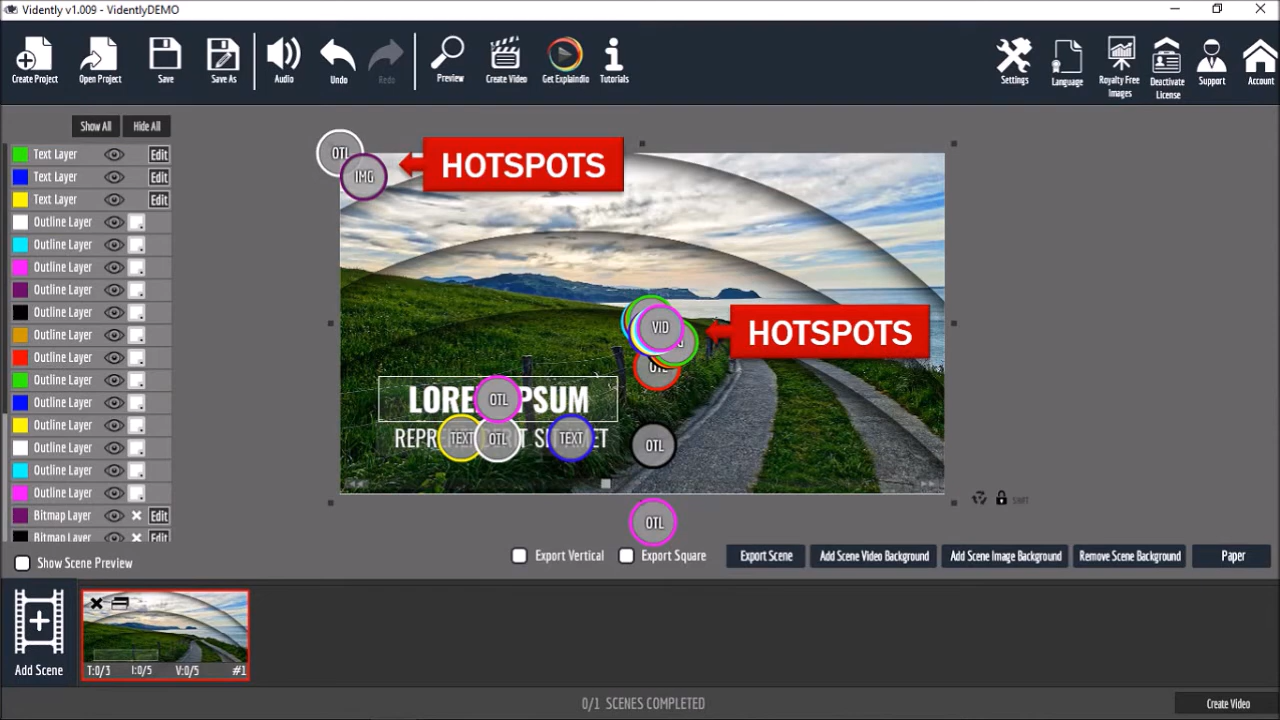 Vidently v1.009 - VidentlyDEMO
Create Project
Open Project
Save
Save As
Audio
Undo
Redo
Preview
Create Video
Get Explaindio
Tutorials
Settings
Language
Royalty Free
Images
Deactivate
License
Support
Account
Show All
Hide All
Text Layer
Edit
Text Layer
Edit
Text Layer
Edit
Outline Layer
Outline Layer
Outline Layer
Outline Layer
Outline Layer
Outline Layer
Outline Layer
Outline Layer
Outline Layer
Outline Layer
Outline Layer
Outline Layer
Outline Layer
Bitmap Layer
Edit
Bitmap Layer
Edit
OTL
IMG
HOTSPOTS
VID
HOTSPOTS
OTL
OTL
TEXT
OTL
TEXT
OTL
OTL
SHIFT
Show Scene Preview
Export Vertical
Export Square
Export Scene
Add Scene Video Background
Add Scene Image Background
Remove Scene Background
Paper
Add Scene
T:0/3
I:0/5
V:0/5
#1
0/1 SCENES COMPLETED
Create Video